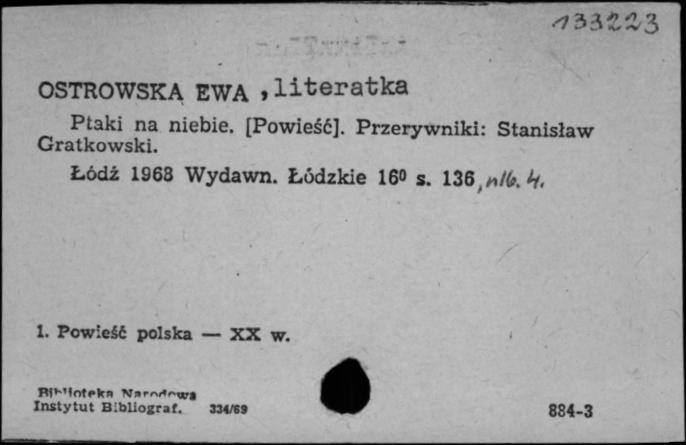 133223
OSTROWSKA EWA , literatka
Ptaki na niebie. [Powieść]. Przerywniki: Stanisław
Gratkowski.
Łódź 1968 Wydawn. Łódzkie 16⁰ s. 136, nlb. 4.
1. Powieść polska — XX w.
Biblioteka Narodowa
Instytut Bibliograf. 334/69
884-3